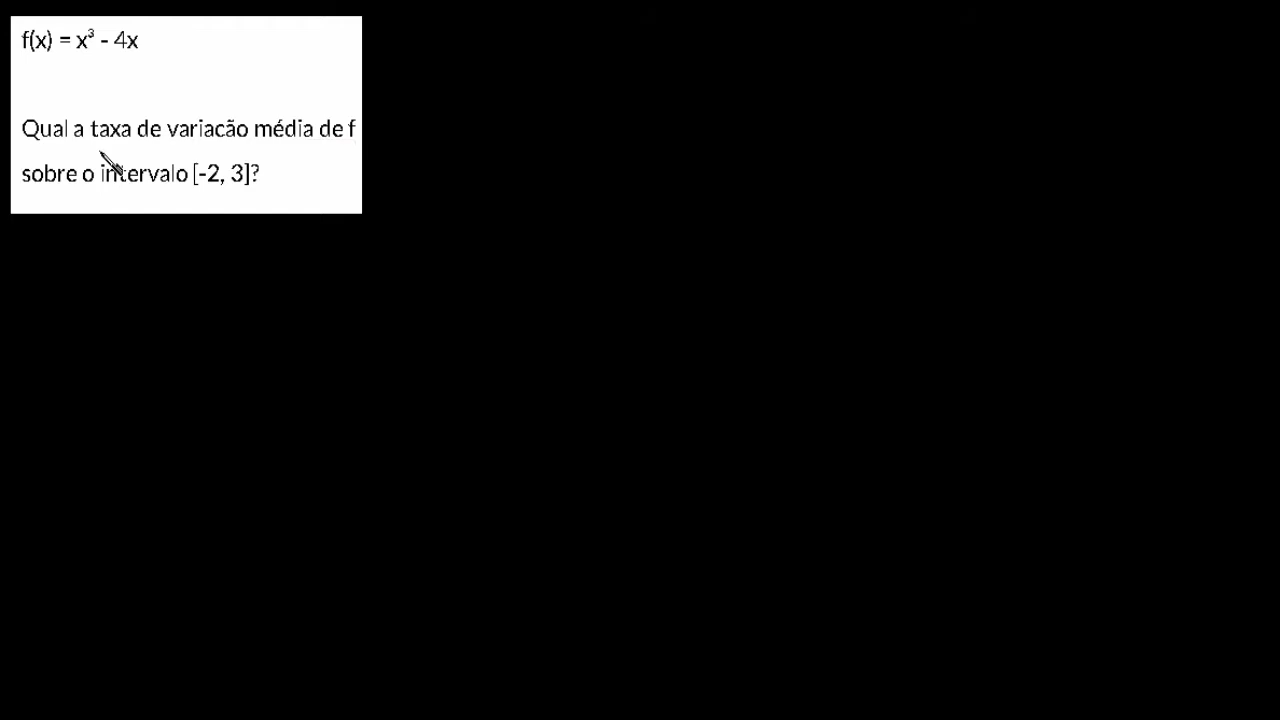 f(x) = x³ - 4x
Qual a taxa de variacão média de f
sobre o intervalo [-2, 3]?